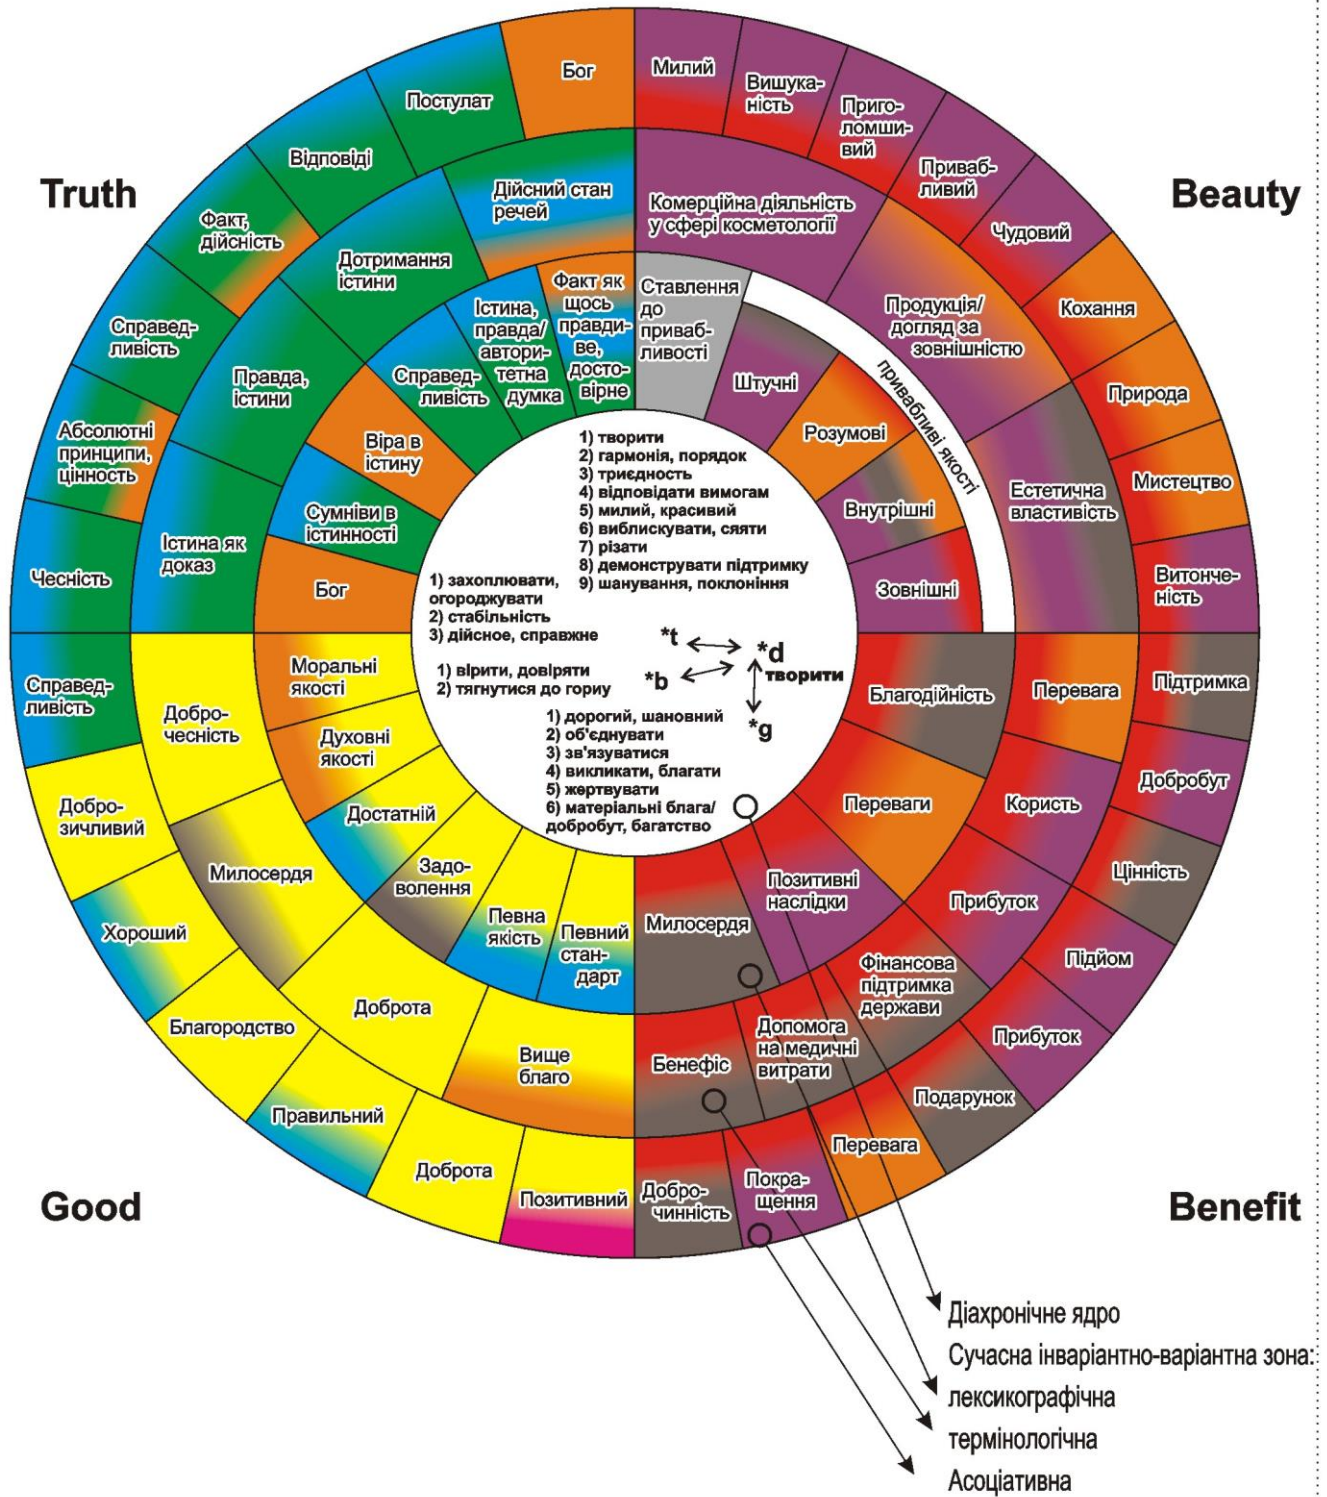 Truth
Beauty
Good
Benefit
Бог
Постулат
Відповіді
Факт,
дійсність
Справед-
ливість
Абсолютні
принципи,
цінность
Чесність
Дійсний стан
речей
Дотримання
істини
Правда,
істини
Істина як
доказ
Факт як
щось
правди-
ве,
досто-
вірне
Істина,
правда/
автори-
тетна
думка
Справед-
ливість
Віра в
істину
Сумніви в
істинності
Бог
Милий
Вишука-
ність
Приго-
ломши-
вий
Приваб-
ливий
Чудовий
Кохання
Природа
Мистецтво
Витонче-
ність
Комерційна діяльність
у сфері косметології
Продукція/
догляд за
зовнішністю
Естетична
властивість
Ставлення
до
приваб-
ливості
привабливі якості
Штучні
Розумові
Внутрішні
Зовнішні
1) творити
2) гармонія, порядок
3) триєдность
4) відповідати вимогам
5) милий, красивий
6) виблискувати, сяяти
7) різати
8) демонструвати підтримку
9) шанування, поклоніння
1) захоплювати,
огороджувати
2) стабільність
3) дійсное, справжне
*t
*d
творити
*b
*g
1) вірити, довіряти
2) тягнутися до гориу
1) дорогий, шановний
2) об'єднувати
3) зв'язуватися
4) викликати, благати
5) жертвувати
6) матеріальні блага/
добробут, багатство
Справед-
ливість
Добро-
зичливий
Хороший
Благородство
Правильний
Доброта
Позитивний
Добро-
чесність
Милосердя
Доброта
Вище
благо
Моральні
якості
Духовні
якості
Достатній
Задо-
волення
Певна
якість
Певний
стан-
дарт
Благодійність
Переваги
Позитивні
наслідки
Милосердя
Перевага
Користь
Прибуток
Фінансова
підтримка
держави
Допомога
на медичні
витрати
Бенефіс
Підтримка
Добробут
Цінність
Підйом
Прибуток
Подарунок
Перевага
Покра-
щення
Добро-
чинність
Діахронічне ядро
Сучасна інваріантно-варіантна зона:
лексикографічна
термінологічна
Асоціативна